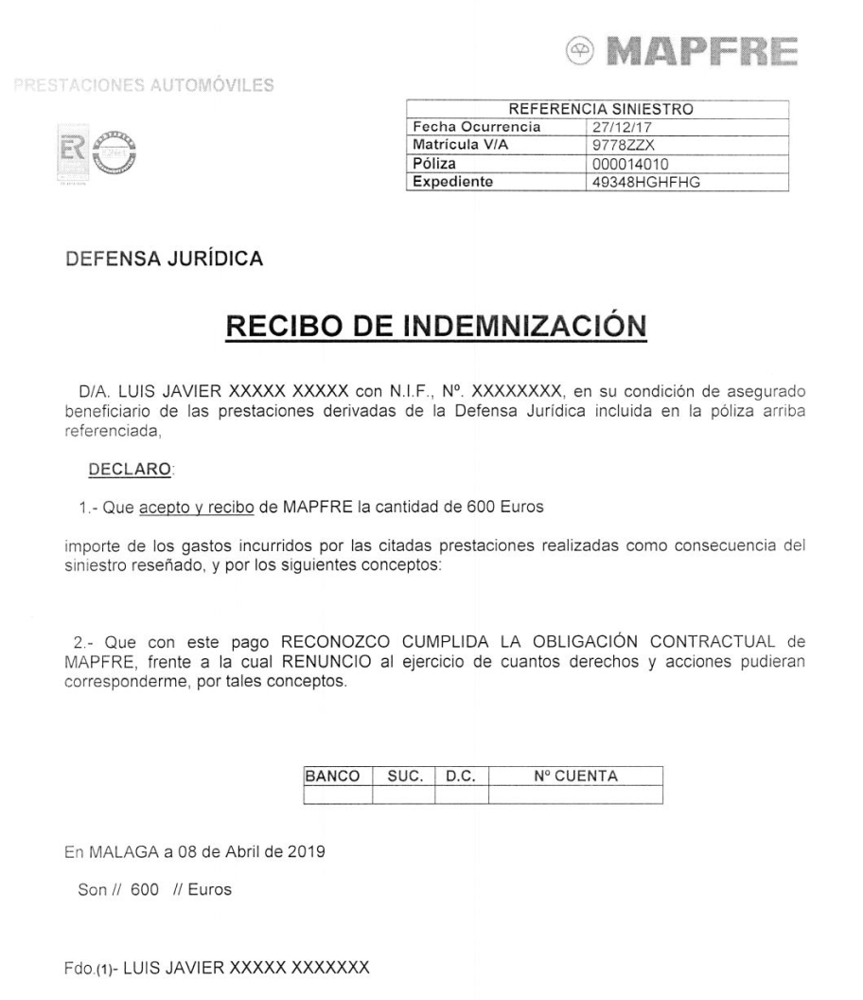 MAPFRE
PRESTACIONES AUTOMÓVILES
REFERENCIA SINIESTRO
Fecha Ocurrencia 27/12/17
Matrícula V/A 9778ZZX
Póliza 000014010
Expediente 49348HGHFHG
ER
DEFENSA JURÍDICA
RECIBO DE INDEMNIZACIÓN
D/A. LUIS JAVIER XXXXX XXXXX con N.I.F., Nº. XXXXXXXX, en su condición de asegurado
beneficiario de las prestaciones derivadas de la Defensa Jurídica incluida en la póliza arriba
referenciada,
DECLARO:
1.- Que acepto y recibo de MAPFRE la cantidad de 600 Euros
importe de los gastos incurridos por las citadas prestaciones realizadas como consecuencia del
siniestro reseñado, y por los siguientes conceptos:
2.- Que con este pago RECONOZCO CUMPLIDA LA OBLIGACIÓN CONTRACTUAL de
MAPFRE, frente a la cual RENUNCIO al ejercicio de cuantos derechos y acciones pudieran
corresponderme, por tales conceptos.
BANCO SUC. D.C. Nº CUENTA
En MALAGA a 08 de Abril de 2019
Son // 600 // Euros
Fdo.(1)- LUIS JAVIER XXXXX XXXXXXX